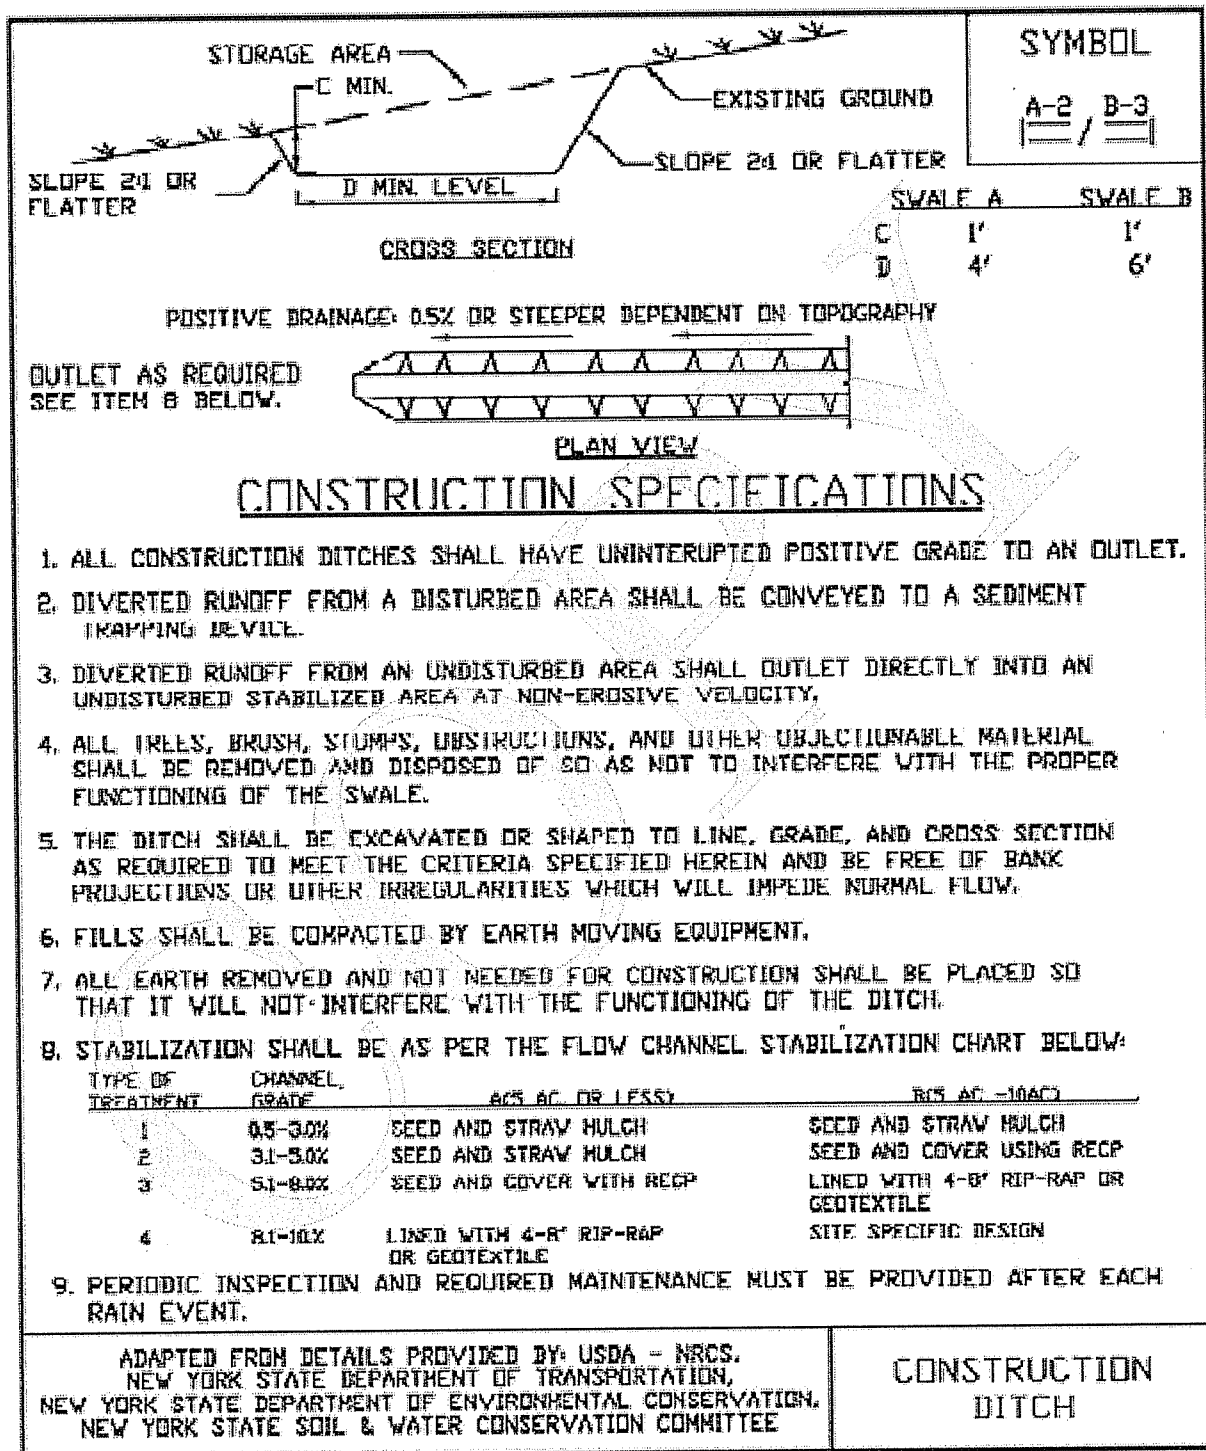 STORAGE AREA
C MIN.
EXISTING GROUND
SLOPE 2:1 OR FLATTER
SLOPE 2:1 OR
FLATTER
D MIN. LEVEL
CROSS SECTION
SYMBOL
A-2 / B-3
SWALE A SWALE B
C 1' 1'
D 4' 6'
POSITIVE DRAINAGE: 0.5% OR STEEPER DEPENDENT ON TOPOGRAPHY
OUTLET AS REQUIRED
SEE ITEM 8 BELOW.
PLAN VIEW
CONSTRUCTION SPECIFICATIONS
1. ALL CONSTRUCTION DITCHES SHALL HAVE UNINTERUPTED POSITIVE GRADE TO AN OUTLET.
2. DIVERTED RUNOFF FROM A DISTURBED AREA SHALL BE CONVEYED TO A SEDIMENT
TRAPPING DEVICE.
3. DIVERTED RUNOFF FROM AN UNDISTURBED AREA SHALL OUTLET DIRECTLY INTO AN
UNDISTURBED STABILIZED AREA AT NON-EROSIVE VELOCITY.
4. ALL TREES, BRUSH, STUMPS, OBSTRUCTIONS, AND OTHER OBJECTIONABLE MATERIAL
SHALL BE REMOVED AND DISPOSED OF SO AS NOT TO INTERFERE WITH THE PROPER
FUNCTIONING OF THE SWALE.
5. THE DITCH SHALL BE EXCAVATED OR SHAPED TO LINE, GRADE, AND CROSS SECTION
AS REQUIRED TO MEET THE CRITERIA SPECIFIED HEREIN AND BE FREE OF BANK
PROJECTIONS OR OTHER IRREGULARITIES WHICH WILL IMPEDE NORMAL FLOW.
6. FILLS SHALL BE COMPACTED BY EARTH MOVING EQUIPMENT.
7. ALL EARTH REMOVED AND NOT NEEDED FOR CONSTRUCTION SHALL BE PLACED SO
THAT IT WILL NOT INTERFERE WITH THE FUNCTIONING OF THE DITCH.
8. STABILIZATION SHALL BE AS PER THE FLOW CHANNEL STABILIZATION CHART BELOW:
TYPE OF CHANNEL
TREATMENT GRADE A(5 AC. OR LESS) B(5 AC -10AC)
1 0.5-3.0% SEED AND STRAW MULCH SEED AND STRAW MULCH
2 3.1-5.0% SEED AND STRAW MULCH SEED AND COVER USING RECP
3 5.1-8.0% SEED AND COVER WITH RECP LINED WITH 4-8" RIP-RAP OR
GEOTEXTILE
4 8.1-10.% LINED WITH 4-8" RIP-RAP SITE SPECIFIC DESIGN
OR GEOTEXTILE
9. PERIODIC INSPECTION AND REQUIRED MAINTENANCE MUST BE PROVIDED AFTER EACH
RAIN EVENT.
ADAPTED FROM DETAILS PROVIDED BY: USDA - NRCS,
NEW YORK STATE DEPARTMENT OF TRANSPORTATION,
NEW YORK STATE DEPARTMENT OF ENVIRONMENTAL CONSERVATION,
NEW YORK STATE SOIL & WATER CONSERVATION COMMITTEE
CONSTRUCTION
DITCH